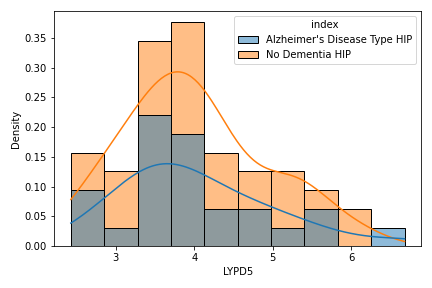 index
Alzheimer's Disease Type HIP
No Dementia HIP
Density
0.35
0.30
0.25
0.20
0.15
0.10
0.05
0.00
3 4 5 6
LYPD5